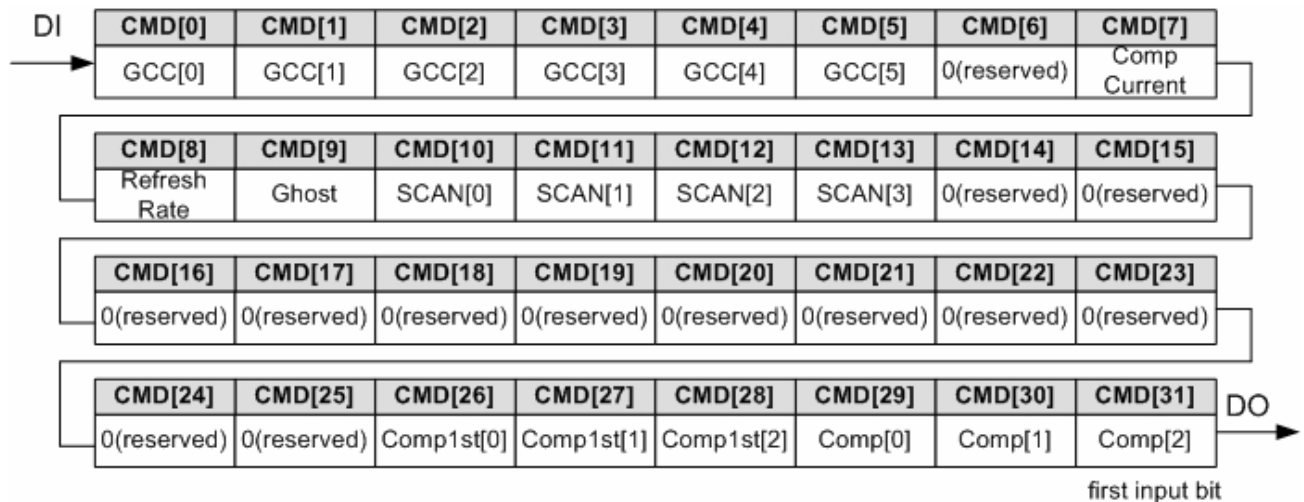 DI
CMD[0] CMD[1] CMD[2] CMD[3] CMD[4] CMD[5] CMD[6] CMD[7]
GCC[0] GCC[1] GCC[2] GCC[3] GCC[4] GCC[5] 0(reserved) Comp Current
CMD[8] CMD[9] CMD[10] CMD[11] CMD[12] CMD[13] CMD[14] CMD[15]
Refresh Rate Ghost SCAN[0] SCAN[1] SCAN[2] SCAN[3] 0(reserved) 0(reserved)
CMD[16] CMD[17] CMD[18] CMD[19] CMD[20] CMD[21] CMD[22] CMD[23]
0(reserved) 0(reserved) 0(reserved) 0(reserved) 0(reserved) 0(reserved) 0(reserved) 0(reserved)
CMD[24] CMD[25] CMD[26] CMD[27] CMD[28] CMD[29] CMD[30] CMD[31]
0(reserved) 0(reserved) Comp1st[0] Comp1st[1] Comp1st[2] Comp[0] Comp[1] Comp[2]
DO
first input bit